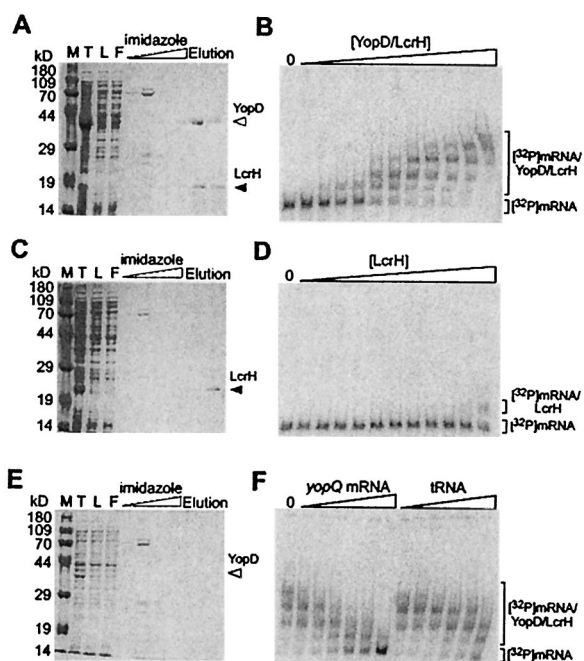 A
imidazole
kD M T L F Elution
180
109
70
44
29
19
14
YopD
LcrH
B
[YopD/LcrH]
0
[32P]mRNA/
YopD/LcrH
[32P]mRNA
C
imidazole
kD M T L F Elution
180
109
70
44
29
19
14
LcrH
D
[LcrH]
0
[32P]mRNA/
LcrH
[32P]mRNA
E
imidazole
kD M T L F Elution
180
109
70
44
29
19
14
YopD
F
yopQ mRNA tRNA
0
[32P]mRNA/
YopD/LcrH
[32P]mRNA